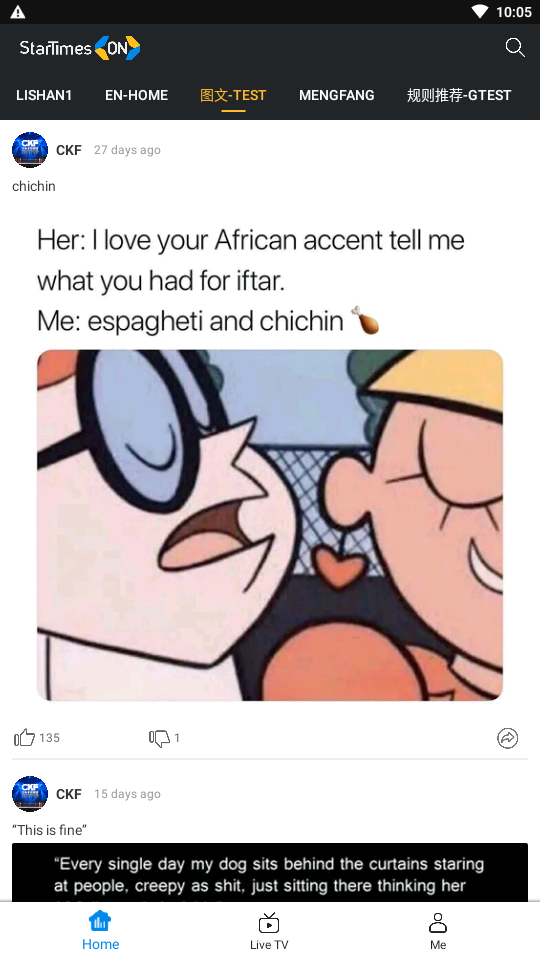 10:05
StarTimes ON
LISHAN1 EN-HOME 图文-TEST MENGFANG 规则推荐-GTEST
CKF 27 days ago
chichin
Her: I love your African accent tell me
what you had for iftar.
Me: espagheti and chichin 🍗
135 1
CKF 15 days ago
“This is fine”
“Every single day my dog sits behind the curtains staring
at people, creepy as shit, just sitting there thinking her
Home Live TV Me